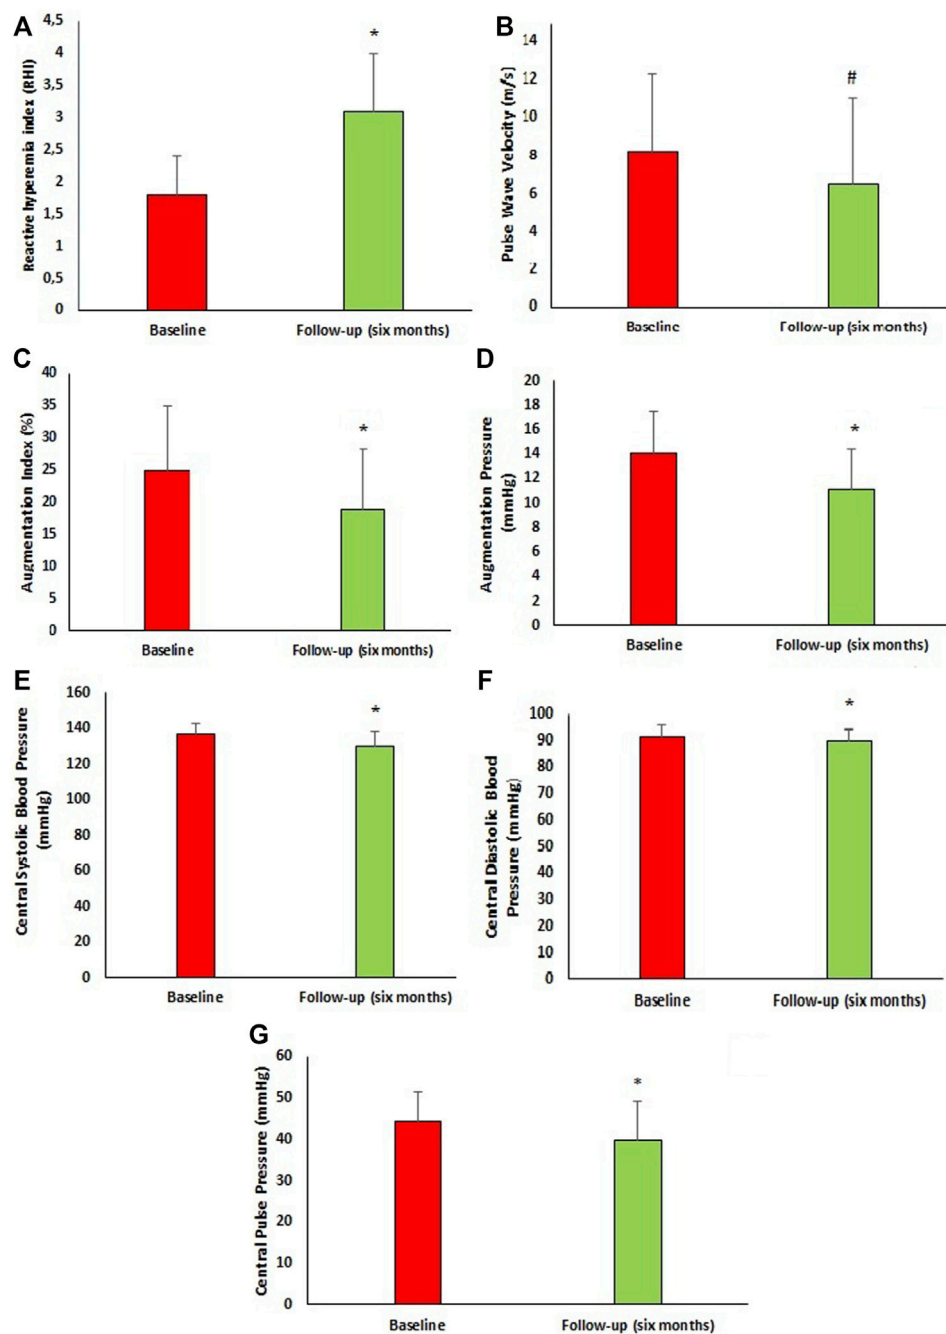 A
Reactive hyperemia index (RHI)
4,5
4
3,5
3
2,5
2
1,5
1
0,5
0
*
Baseline
Follow-up (six months)
B
Pulse Wave Velocity (m/s)
14
12
10
8
6
4
2
0
#
Baseline
Follow-up (six months)
C
Augmentation Index (%)
40
35
30
25
20
15
10
5
0
*
Baseline
Follow-up (six months)
D
Augmentation Pressure
(mmHg)
20
18
16
14
12
10
8
6
4
2
0
*
Baseline
Follow-up (six months)
E
Central Systolic Blood Pressure
(mmHg)
160
140
120
100
80
60
40
20
0
*
Baseline
Follow-up (six months)
F
Central Diastolic Blood
Pressure (mmHg)
100
90
80
70
60
50
40
30
20
10
0
*
Baseline
Follow-up (six months)
G
Central Pulse Pressure (mmHg)
60
50
40
30
20
10
0
*
Baseline
Follow-up (six months)